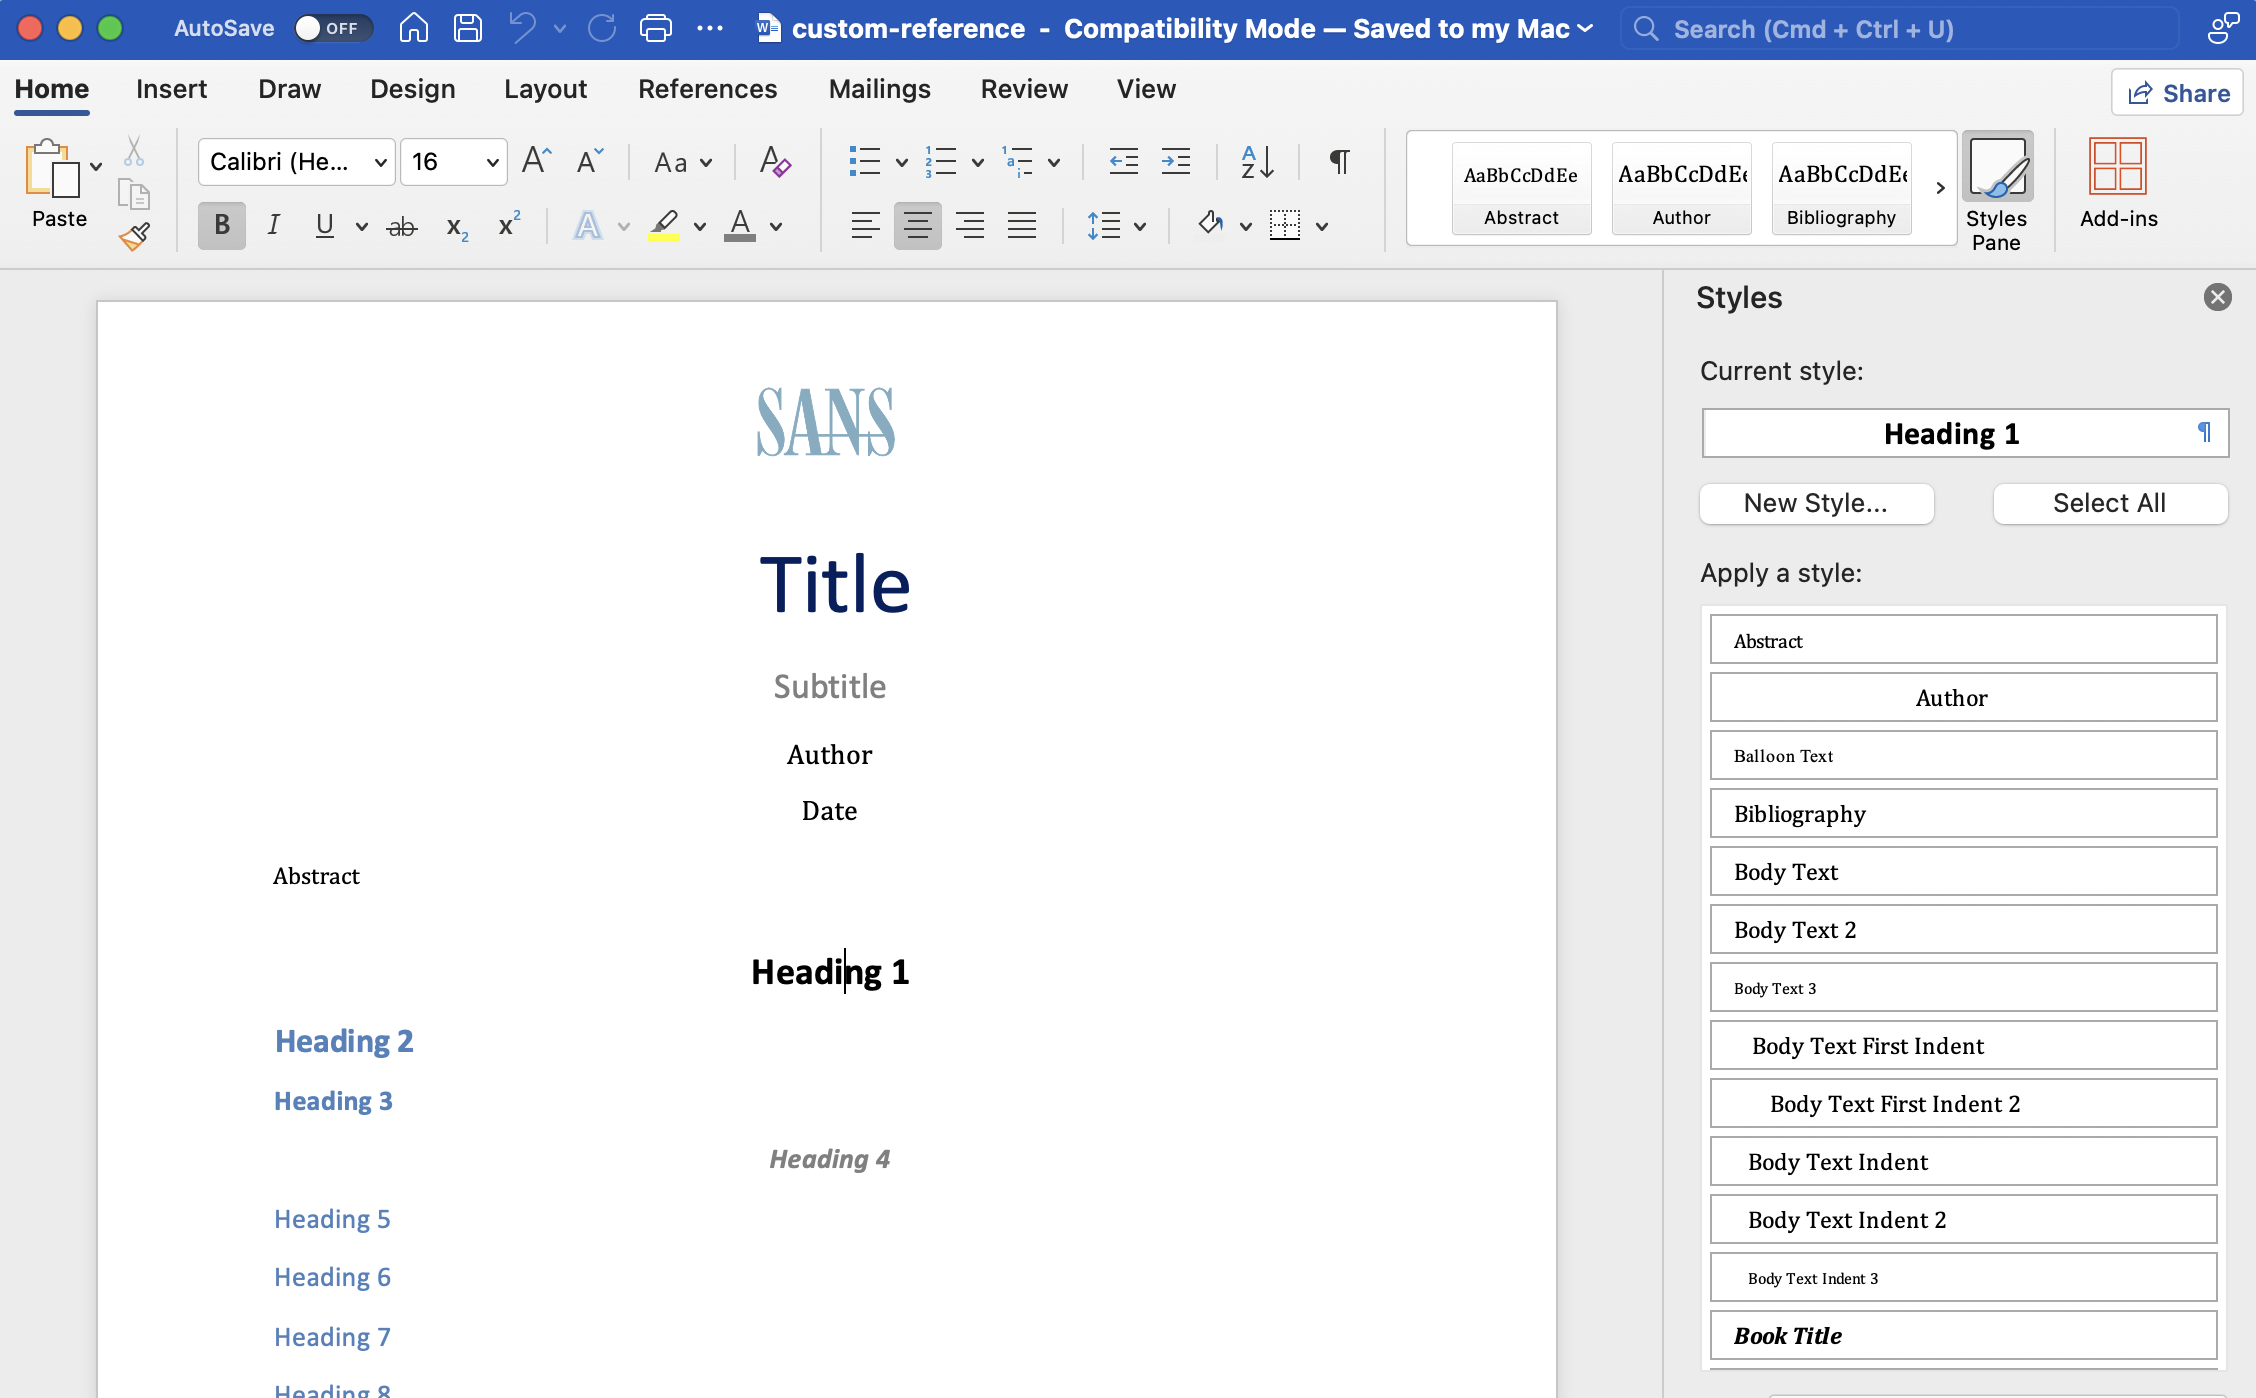 AutoSave OFF custom-reference - Compatibility Mode — Saved to my Mac Search (Cmd + Ctrl + U)
Home Insert Draw Design Layout References Mailings Review View Share
Paste
Calibri (He... 16 Aa
AaBbCcDdEe Abstract
AaBbCcDdEe Author
AaBbCcDdEe Bibliography
Styles Pane
Add-ins
SANS
Title
Subtitle
Author
Date
Abstract
Heading 1
Heading 2
Heading 3
Heading 4
Heading 5
Heading 6
Heading 7
Heading 8
Styles
Current style:
Heading 1 ¶
New Style... Select All
Apply a style:
Abstract
Author
Balloon Text
Bibliography
Body Text
Body Text 2
Body Text 3
Body Text First Indent
Body Text First Indent 2
Body Text Indent
Body Text Indent 2
Body Text Indent 3
Book Title